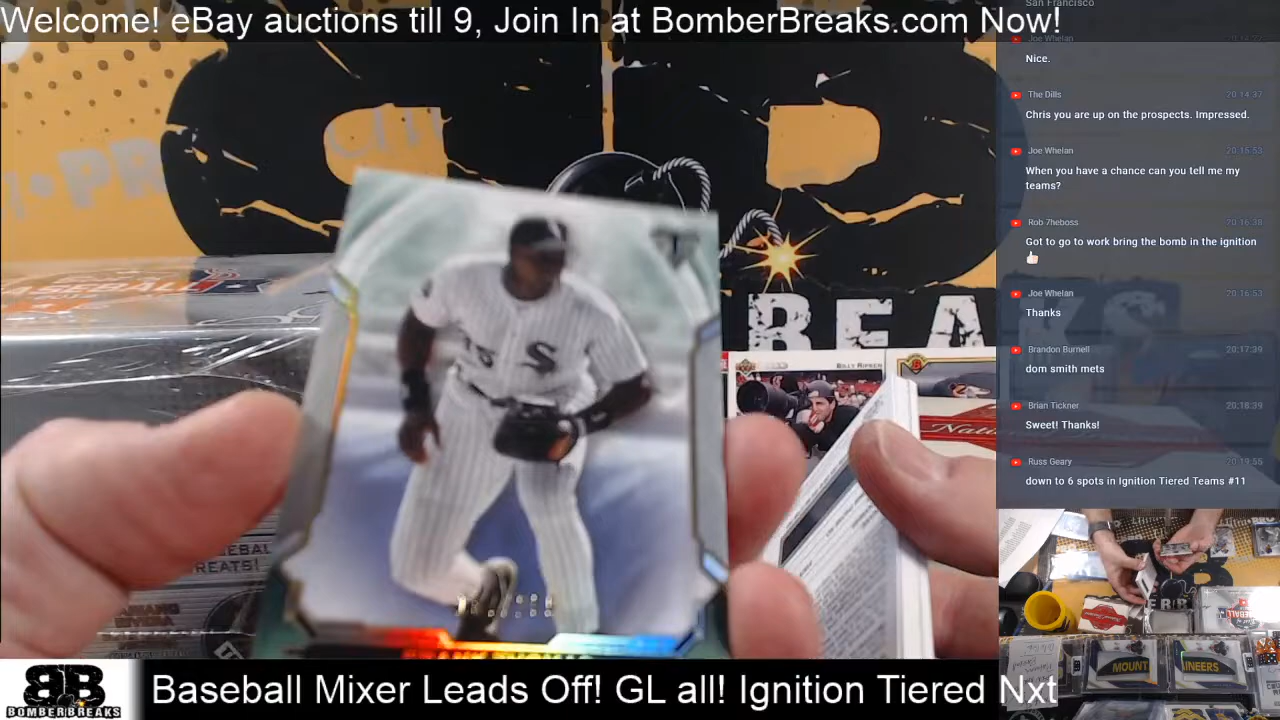 Welcome! eBay auctions till 9, Join In at BomberBreaks.com Now!
San Francisco
Joe Whelan 
Nice.
The Dills 20:14:37
Chris you are up on the prospects. Impressed.
Joe Whelan 20:15:53
When you have a chance can you tell me my
teams?
Rob 7heboss 20:16:38
Got to go to work bring the bomb in the ignition
👍🏻
Joe Whelan 20:16:53
Thanks
Brandon Burnell 20:17:39
dom smith mets
Brian Tickner 20:18:39
Sweet! Thanks!
Russ Geary 20:19:55
down to 6 spots in Ignition Tiered Teams #11
BREA
BILLY RIPKEN
MOUNT
AINEERS
BB
BOMBERBREAKS
Baseball Mixer Leads Off! GL all! Ignition Tiered Nxt